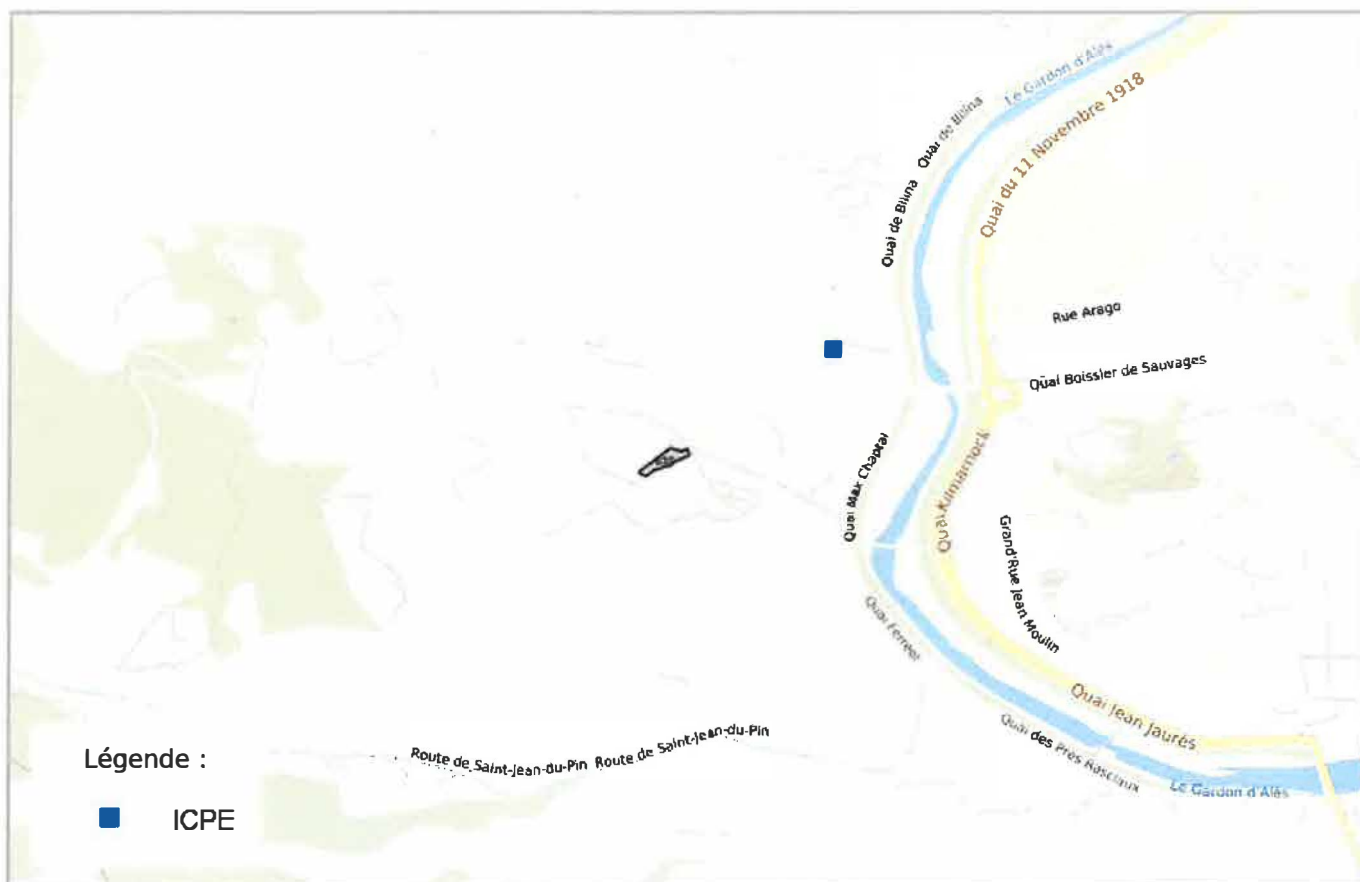 Le Gardon d'Alès
Quai de Bilina
Quai du 11 Novembre 1918
Quai de Bilina
Rue Arago
Quai Boissier de Sauvages
Quai Kilmarnock
Quai Max Chaptal
Grand'Rue Jean Moulin
Quai Ferréol
Quai Jean Jaurès
Quai des Prés Rasclaux
Route de Saint-Jean-du-Pin Route de Saint-Jean-du-Pin
Le Gardon d'Alès
Légende :
ICPE